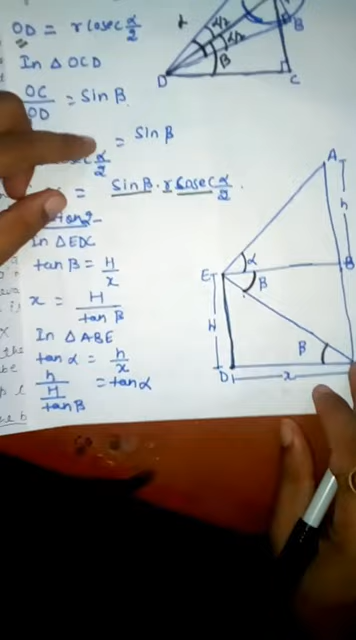 OD = r cosec α/2
In Δ OCD
OC/OD = Sin β
= Sin β
α/2
= Sin β . r Cosec α/2 .
In Δ EDC
tan β = H/x
x = H/tan β
In Δ ABE
tan α = h/x
h/(H/tan β) = tan α
α/2
α/2
β
B
D
C
A
h
α
E
B
β
H
β
D
x